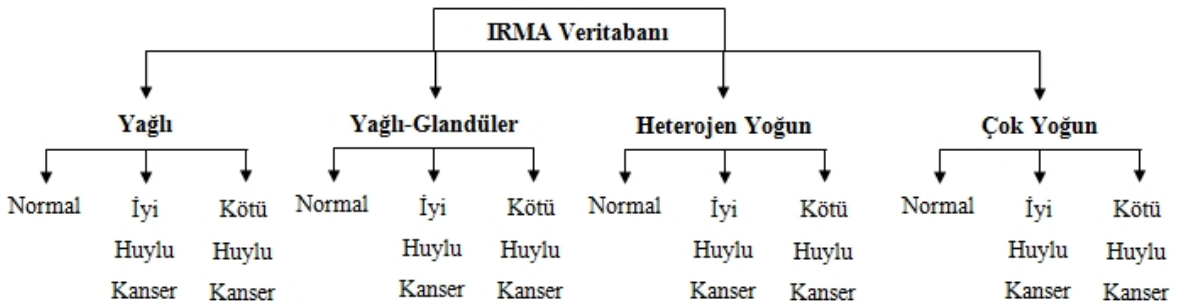 IRMA Veritabanı
Yağlı Yağlı-Glandüler Heterojen Yoğun Çok Yoğun
Normal İyi Kötü Normal İyi Kötü Normal İyi Kötü Normal İyi Kötü
Huylu Huylu Huylu Huylu Huylu Huylu Huylu Huylu
Kanser Kanser Kanser Kanser Kanser Kanser Kanser Kanser